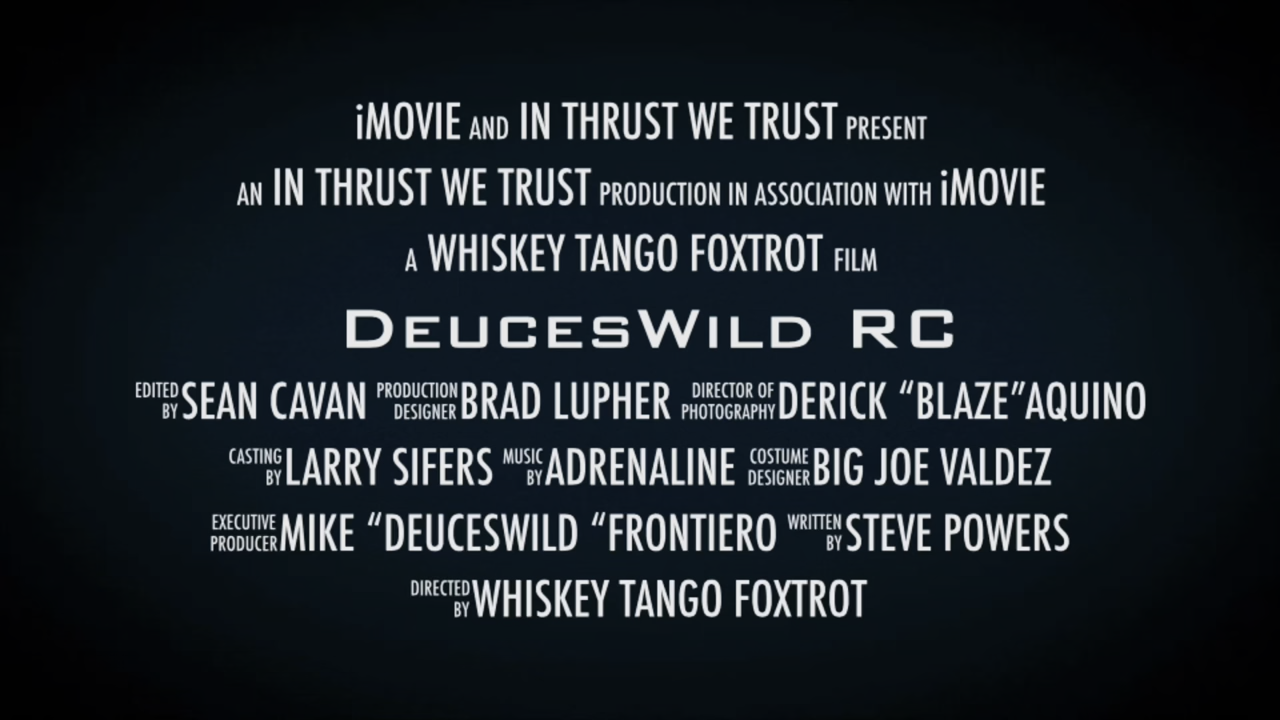 iMOVIE AND IN THRUST WE TRUST PRESENT
AN IN THRUST WE TRUST PRODUCTION IN ASSOCIATION WITH iMOVIE
A WHISKEY TANGO FOXTROT FILM
DEUCESWILD RC
EDITED BY SEAN CAVAN PRODUCTION DESIGNER BRAD LUPHER DIRECTOR OF PHOTOGRAPHY DERICK “BLAZE”AQUINO
CASTING BY LARRY SIFERS MUSIC BY ADRENALINE COSTUME DESIGNER BIG JOE VALDEZ
EXECUTIVE PRODUCER MIKE “DEUCESWILD “FRONTIERO WRITTEN BY STEVE POWERS
DIRECTED BY WHISKEY TANGO FOXTROT